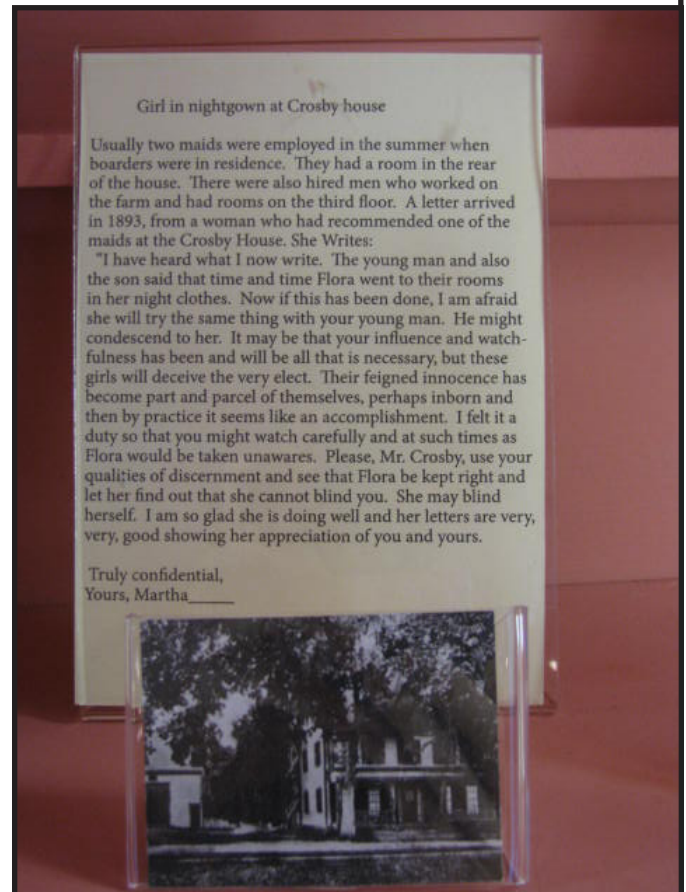 Girl in nightgown at Crosby house
Usually two maids were employed in the summer when
boarders were in residence. They had a room in the rear
of the house. There were also hired men who worked on
the farm and had rooms on the third floor. A letter arrived
in 1893, from a woman who had recommended one of the
maids at the Crosby House. She Writes:
"I have heard what I now write. The young man and also
the son said that time and time Flora went to their rooms
in her night clothes. Now if this has been done, I am afraid
she will try the same thing with your young man. He might
condescend to her. It may be that your influence and watch-
fulness has been and will be all that is necessary, but these
girls will deceive the very elect. Their feigned innocence has
become part and parcel of themselves, perhaps inborn and
then by practice it seems like an accomplishment. I felt it a
duty so that you might watch carefully and at such times as
Flora would be taken unawares. Please, Mr. Crosby, use your
qualities of discernment and see that Flora be kept right and
let her find out that she cannot blind you. She may blind
herself. I am so glad she is doing well and her letters are very,
very, good showing her appreciation of you and yours.
Truly confidential,
Yours, Martha_____